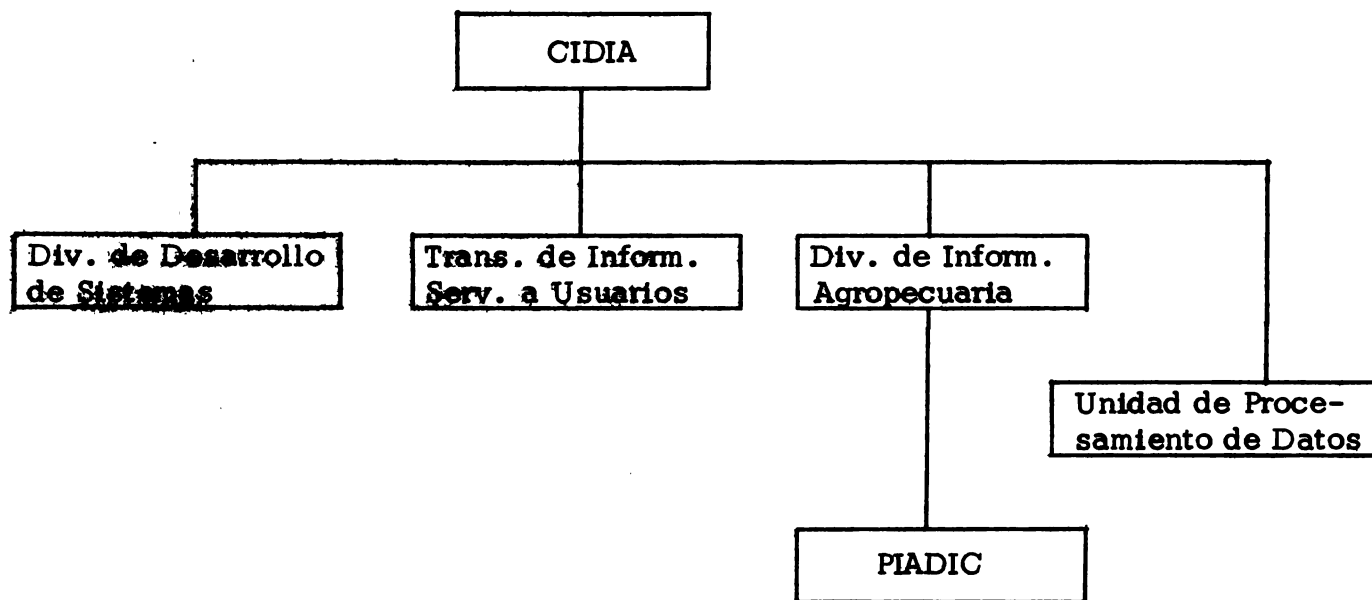 CIDIA
Div. de Desarrollo
de Sistemas
Trans. de Inform.
Serv. a Usuarios
Div. de Inform.
Agropecuaria
Unidad de Proce-
samiento de Datos
PIADIC